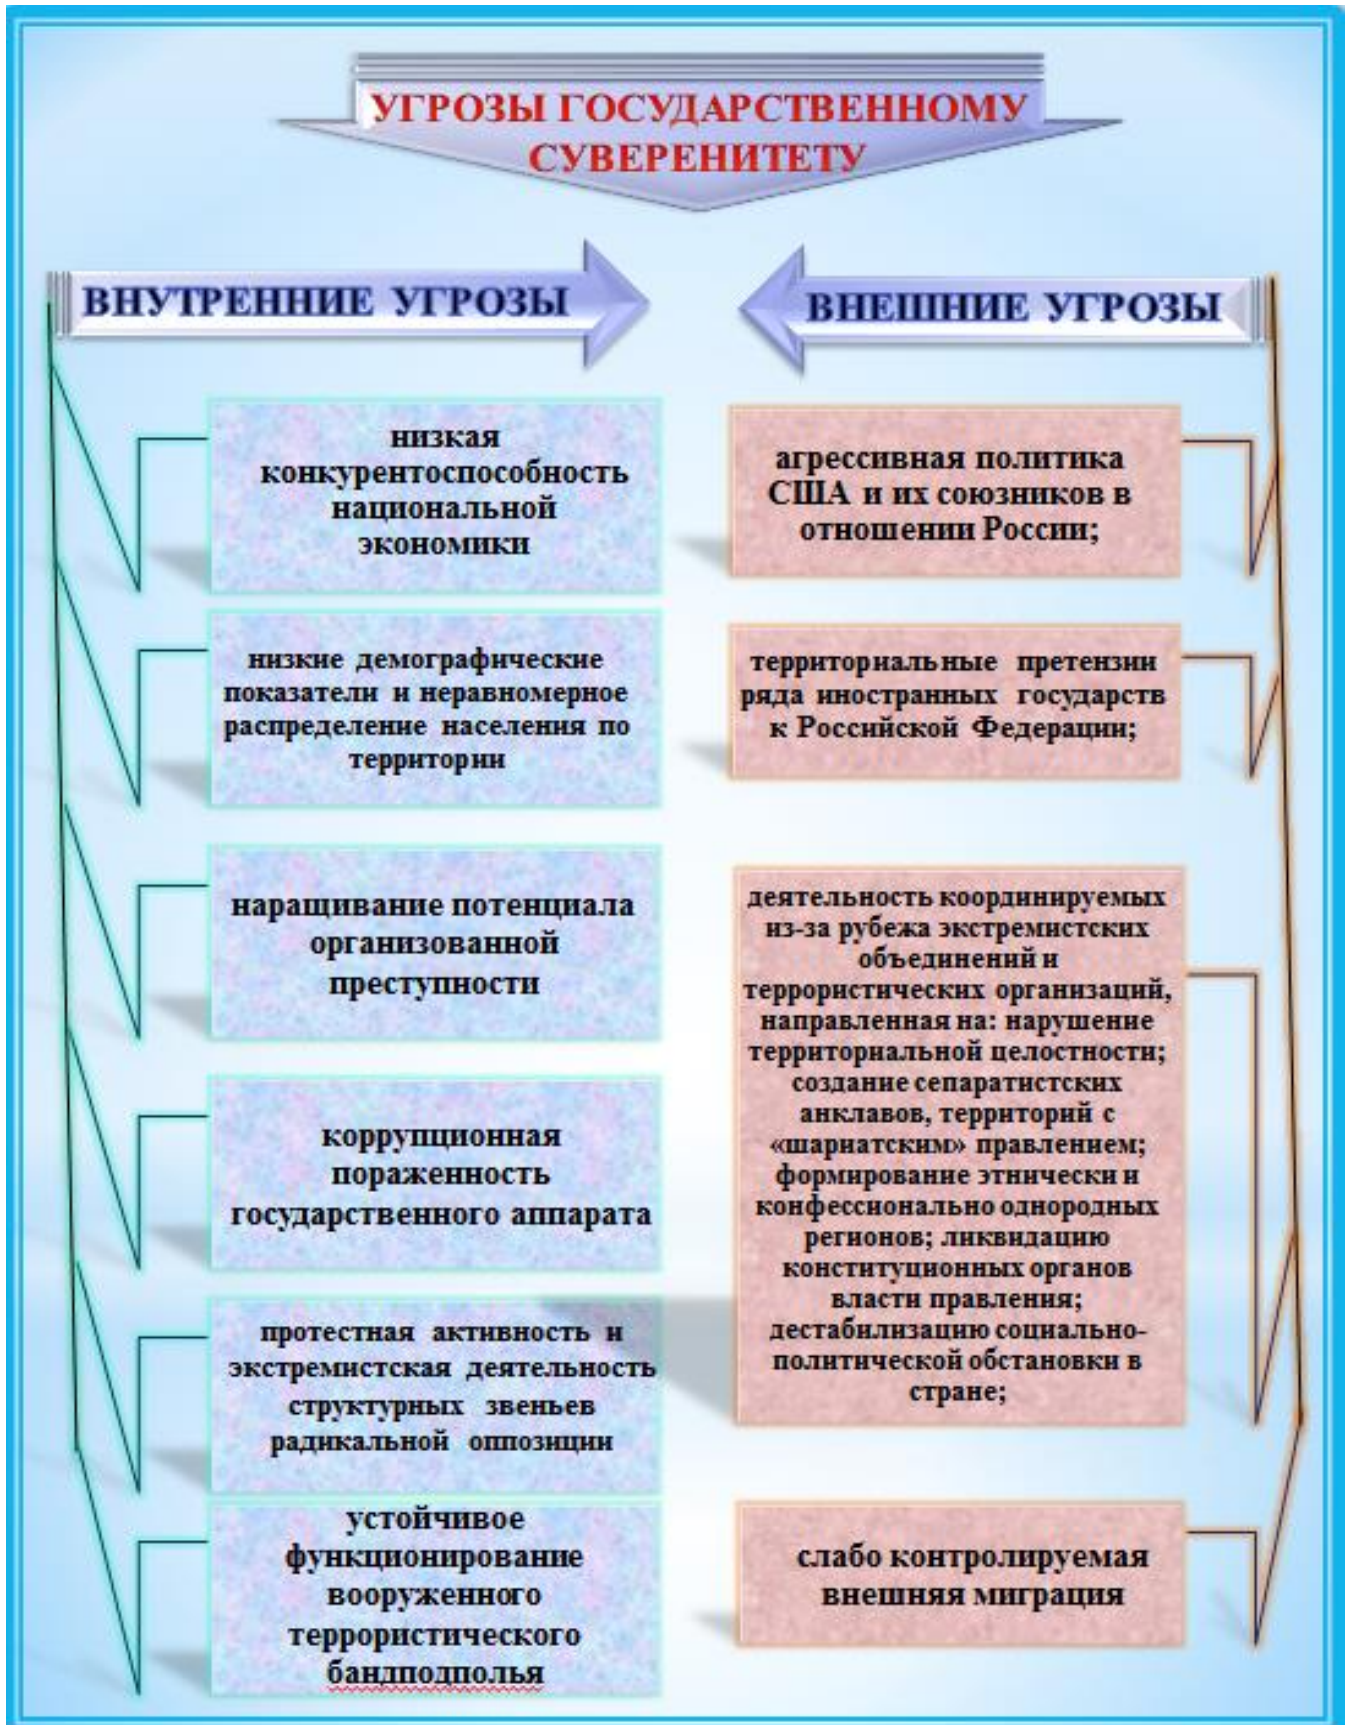 УГРОЗЫ ГОСУДАРСТВЕННОМУ
СУВЕРЕНИТЕТУ
ВНУТРЕННИЕ УГРОЗЫ
низкая
конкурентоспособность
национальной
экономики
низкие демографические
показатели и неравномерное
распределение населения по
территории
наращивание потенциала
организованной
преступности
коррупционная
пораженность
государственного аппарата
протестная активность и
экстремистская деятельность
структурных звеньев
радикальной оппозиции
устойчивое
функционирование
вооруженного
террористического
бандподполья
ВНЕШНИЕ УГРОЗЫ
агрессивная политика
США и их союзников в
отношении России;
территориальные претензии
ряда иностранных государств
к Российской Федерации;
деятельность координируемых
из-за рубежа экстремистских
объединений и
террористических организаций,
направленная на: нарушение
территориальной целостности;
создание сепаратистских
анклавов, территорий с
«шариатским» правлением;
формирование этнически и
конфессионально однородных
регионов; ликвидацию
конституционных органов
власти правления;
дестабилизацию социально-
политической обстановки в
стране;
слабо контролируемая
внешняя миграция